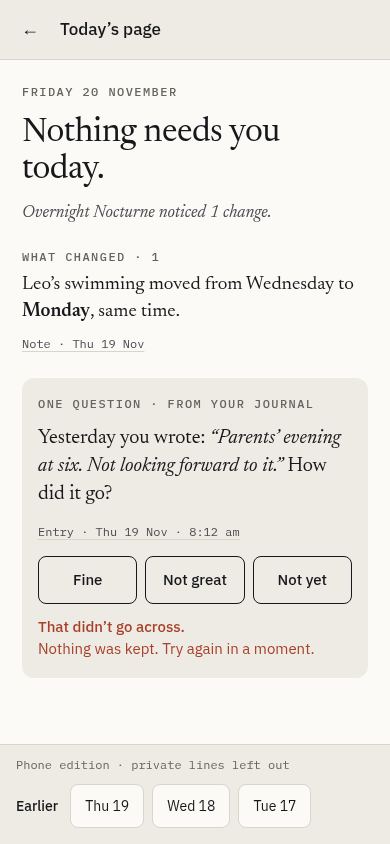 ← Today’s page
FRIDAY 20 NOVEMBER
Nothing needs you
today.
Overnight Nocturne noticed 1 change.
WHAT CHANGED · 1
Leo’s swimming moved from Wednesday to
Monday, same time.
Note · Thu 19 Nov
ONE QUESTION · FROM YOUR JOURNAL
Yesterday you wrote: “Parents’ evening
at six. Not looking forward to it.” How
did it go?
Entry · Thu 19 Nov · 8:12 am
Fine Not great Not yet
That didn’t go across.
Nothing was kept. Try again in a moment.
Phone edition · private lines left out
Earlier Thu 19 Wed 18 Tue 17